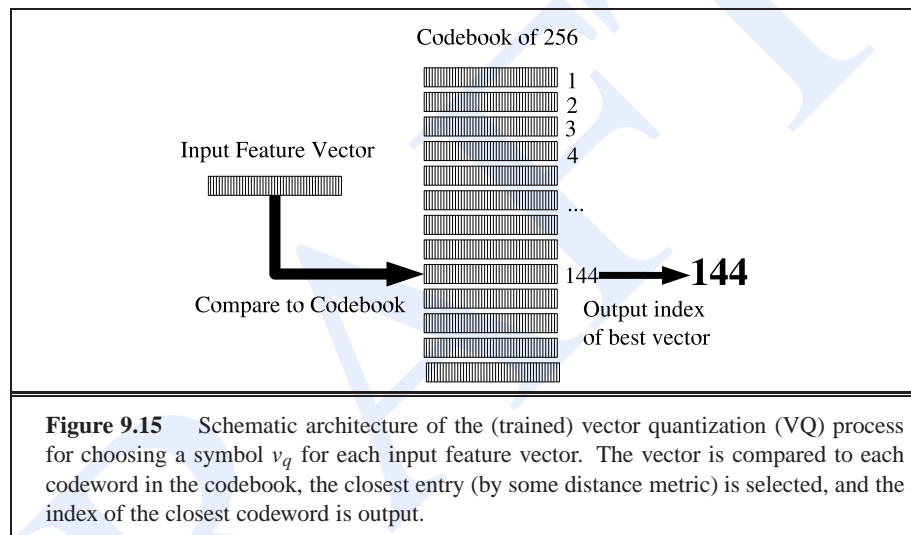 Codebook of 256
1
2
3
4
Input Feature Vector
...
144
144
Compare to Codebook
Output index
of best vector
Figure 9.15 Schematic architecture of the (trained) vector quantization (VQ) process
for choosing a symbol v_q for each input feature vector. The vector is compared to each
codeword in the codebook, the closest entry (by some distance metric) is selected, and the
index of the closest codeword is output.